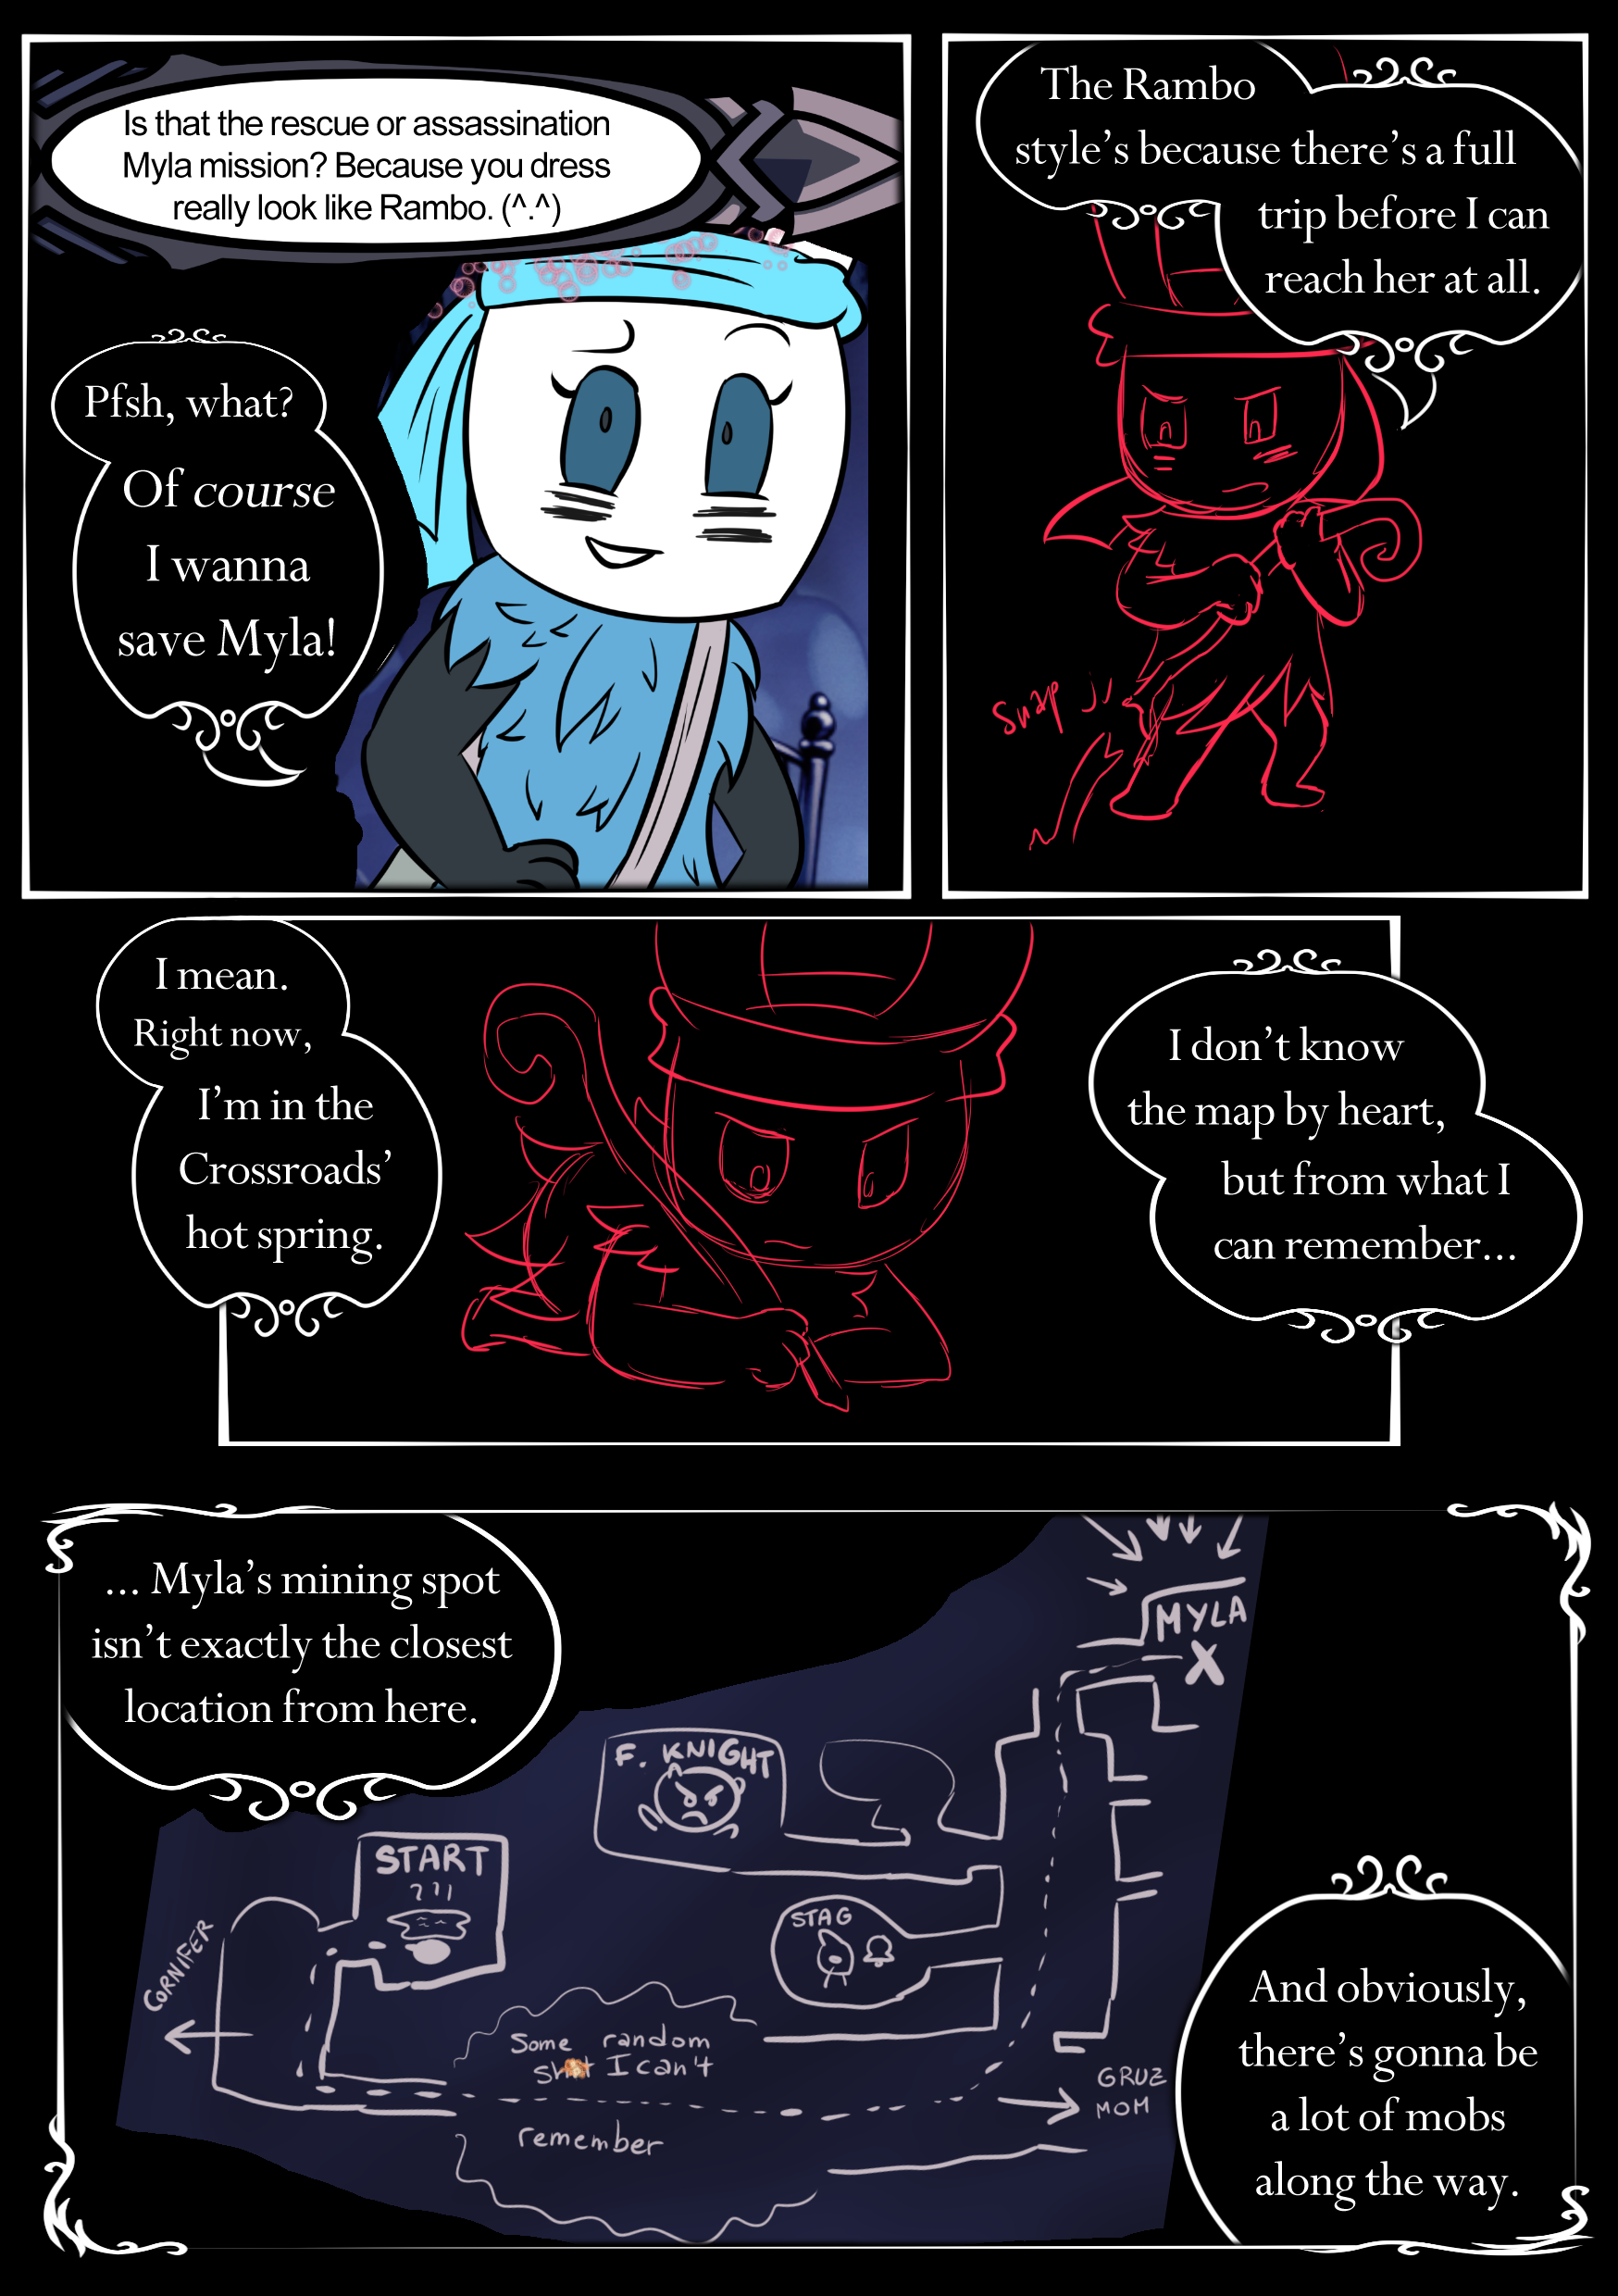 Is that the rescue or assassination
Myla mission? Because you dress
really look like Rambo. (^.^)
Pfsh, what?
Of course
I wanna
save Myla!
The Rambo
style's because there's a full
trip before I can
reach her at all.
Snap
I mean.
Right now,
I'm in the
Crossroads'
hot spring.
I don't know
the map by heart,
but from what I
can remember...
... Myla's mining spot
isn't exactly the closest
location from here.
MYLA
X
F. KNIGHT
START
STAG
CORNIFER
Some random
sh t I can't
remember
GRUZ
MOM
And obviously,
there's gonna be
a lot of mobs
along the way.